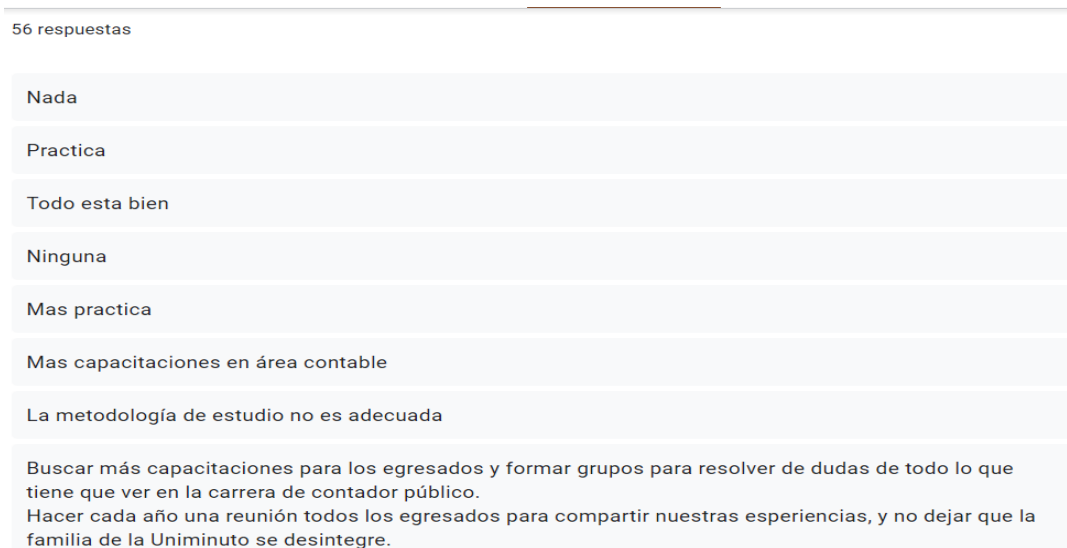 56 respuestas
Nada
Practica
Todo esta bien
Ninguna
Mas practica
Mas capacitaciones en área contable
La metodología de estudio no es adecuada
Buscar más capacitaciones para los egresados y formar grupos para resolver de dudas de todo lo que
tiene que ver en la carrera de contador público.
Hacer cada año una reunión todos los egresados para compartir nuestras esperiencias, y no dejar que la
familia de la Uniminuto se desintegre.